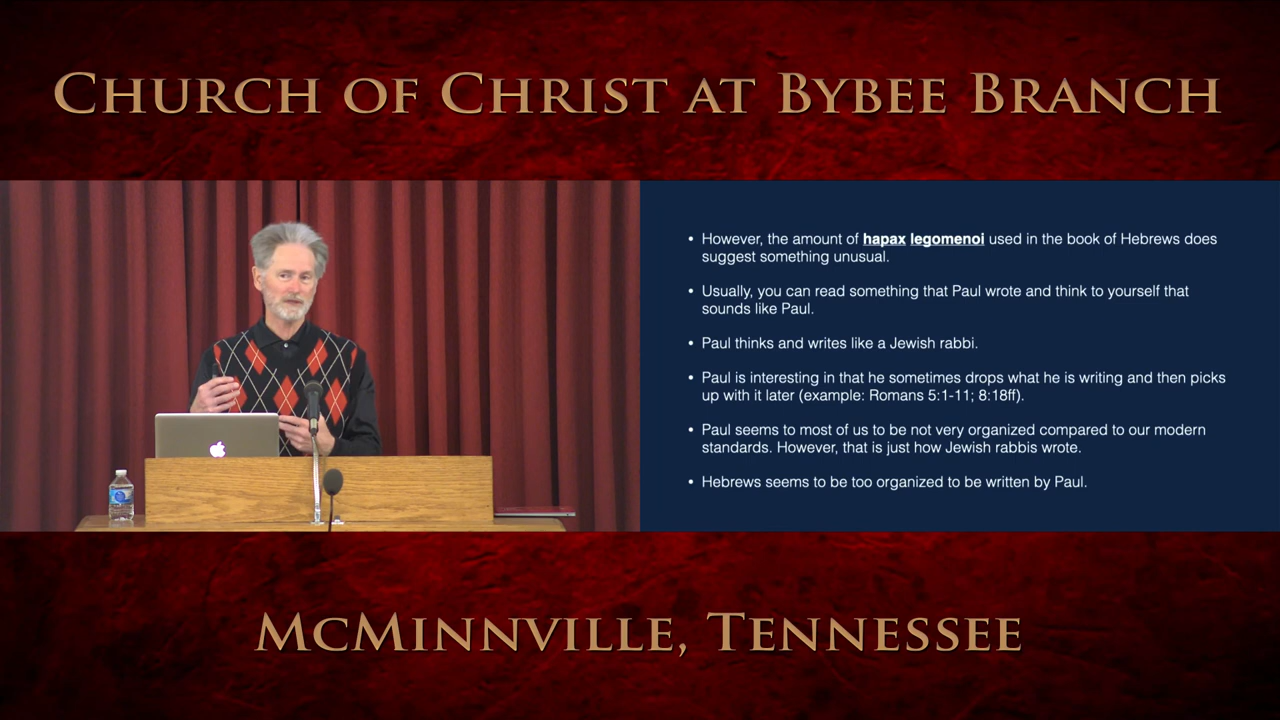 CHURCH OF CHRIST AT BYBEE BRANCH
• However, the amount of hapax legomenoi used in the book of Hebrews does
suggest something unusual.
• Usually, you can read something that Paul wrote and think to yourself that
sounds like Paul.
• Paul thinks and writes like a Jewish rabbi.
• Paul is interesting in that he sometimes drops what he is writing and then picks
up with it later (example: Romans 5:1-11; 8:18ff).
• Paul seems to most of us to be not very organized compared to our modern
standards. However, that is just how Jewish rabbis wrote.
• Hebrews seems to be too organized to be written by Paul.
MCMINNVILLE, TENNESSEE